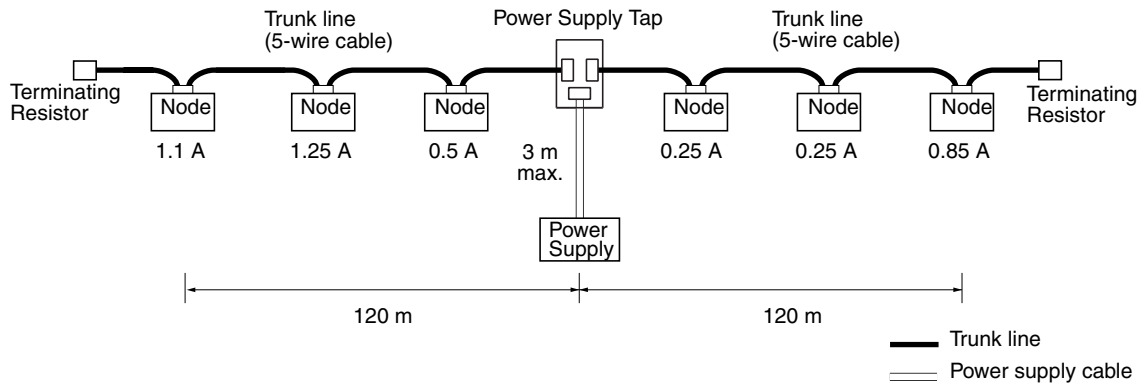 Power Supply Tap
Trunk line
(5-wire cable)
Trunk line
(5-wire cable)
Terminating
Resistor
Node
Node
Node
Node
Node
Node
Terminating
Resistor
1.1 A
1.25 A
0.5 A
3 m
max.
0.25 A
0.25 A
0.85 A
Power
Supply
120 m
120 m
Trunk line
Power supply cable